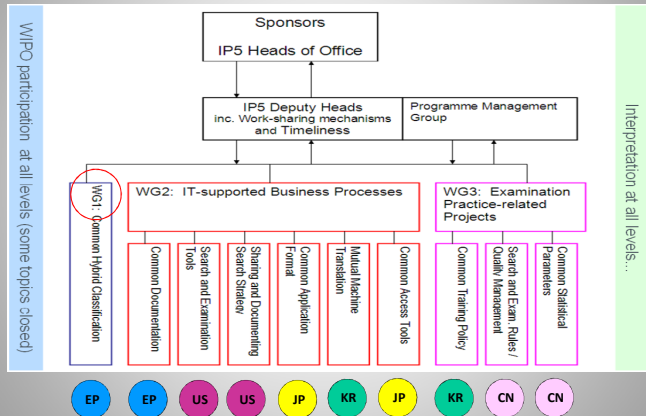 WIPO participation at all levels (some topics closed)
Sponsors
IP5 Heads of Office
IP5 Deputy Heads
inc. Work-sharing mechanisms
and Timeliness
Programme Management
Group
Interpretation at all levels...
WG1: Common Hybrid Classification
WG2: IT-supported Business Processes
WG3: Examination
Practice-related
Projects
Common Documentation
Search and Examination
Tools
Sharing and Documenting
Search Strategy
Common Application
Format
Mutual Machine
Translation
Common Access Tools
Common Training Policy
Search and Exam. Rules /
Quality Management
Common Statistical
Parameters
EP
EP
US
US
JP
KR
JP
KR
CN
CN